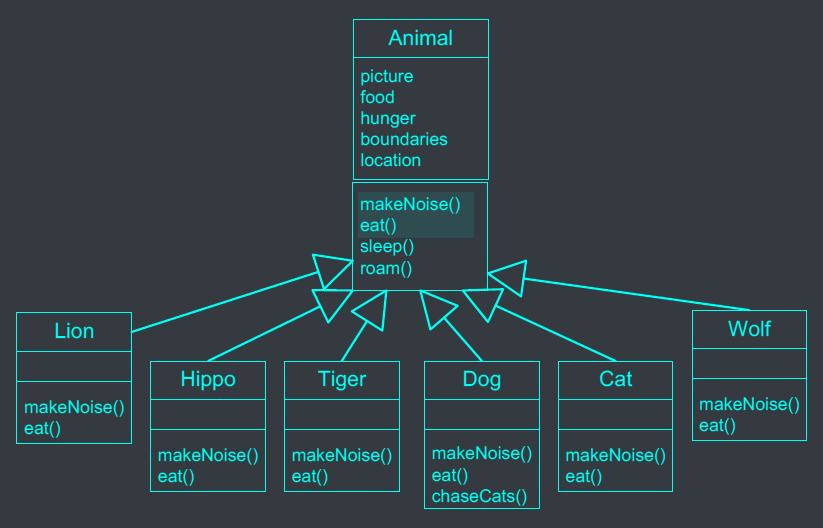 Animal
picture
food
hunger
boundaries
location
makeNoise()
eat()
sleep()
roam()
Lion
makeNoise()
eat()
Hippo
makeNoise()
eat()
Tiger
makeNoise()
eat()
Dog
makeNoise()
eat()
chaseCats()
Cat
makeNoise()
eat()
Wolf
makeNoise()
eat()